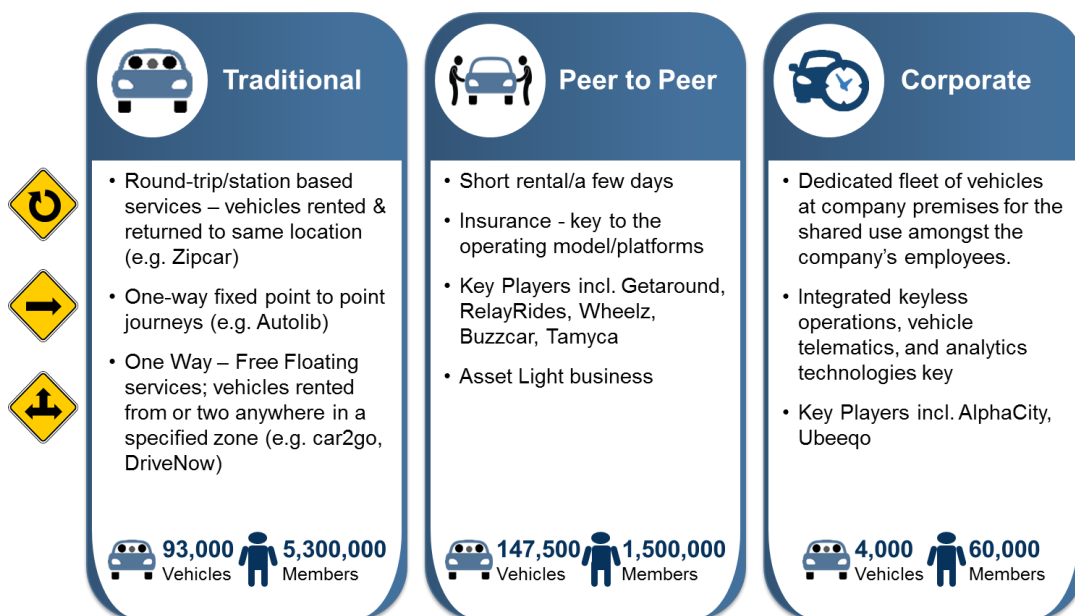 Traditional
• Round-trip/station based
services – vehicles rented &
returned to same location
(e.g. Zipcar)
• One-way fixed point to point
journeys (e.g. Autolib)
• One Way – Free Floating
services; vehicles rented
from or two anywhere in a
specified zone (e.g. car2go,
DriveNow)
93,000
Vehicles
5,300,000
Members
Peer to Peer
• Short rental/a few days
• Insurance - key to the
operating model/platforms
• Key Players incl. Getaround,
RelayRides, Wheelz,
Buzzcar, Tamyca
• Asset Light business
147,500
Vehicles
1,500,000
Members
Corporate
• Dedicated fleet of vehicles
at company premises for the
shared use amongst the
company’s employees.
• Integrated keyless
operations, vehicle
telematics, and analytics
technologies key
• Key Players incl. AlphaCity,
Ubeeqo
4,000
Vehicles
60,000
Members